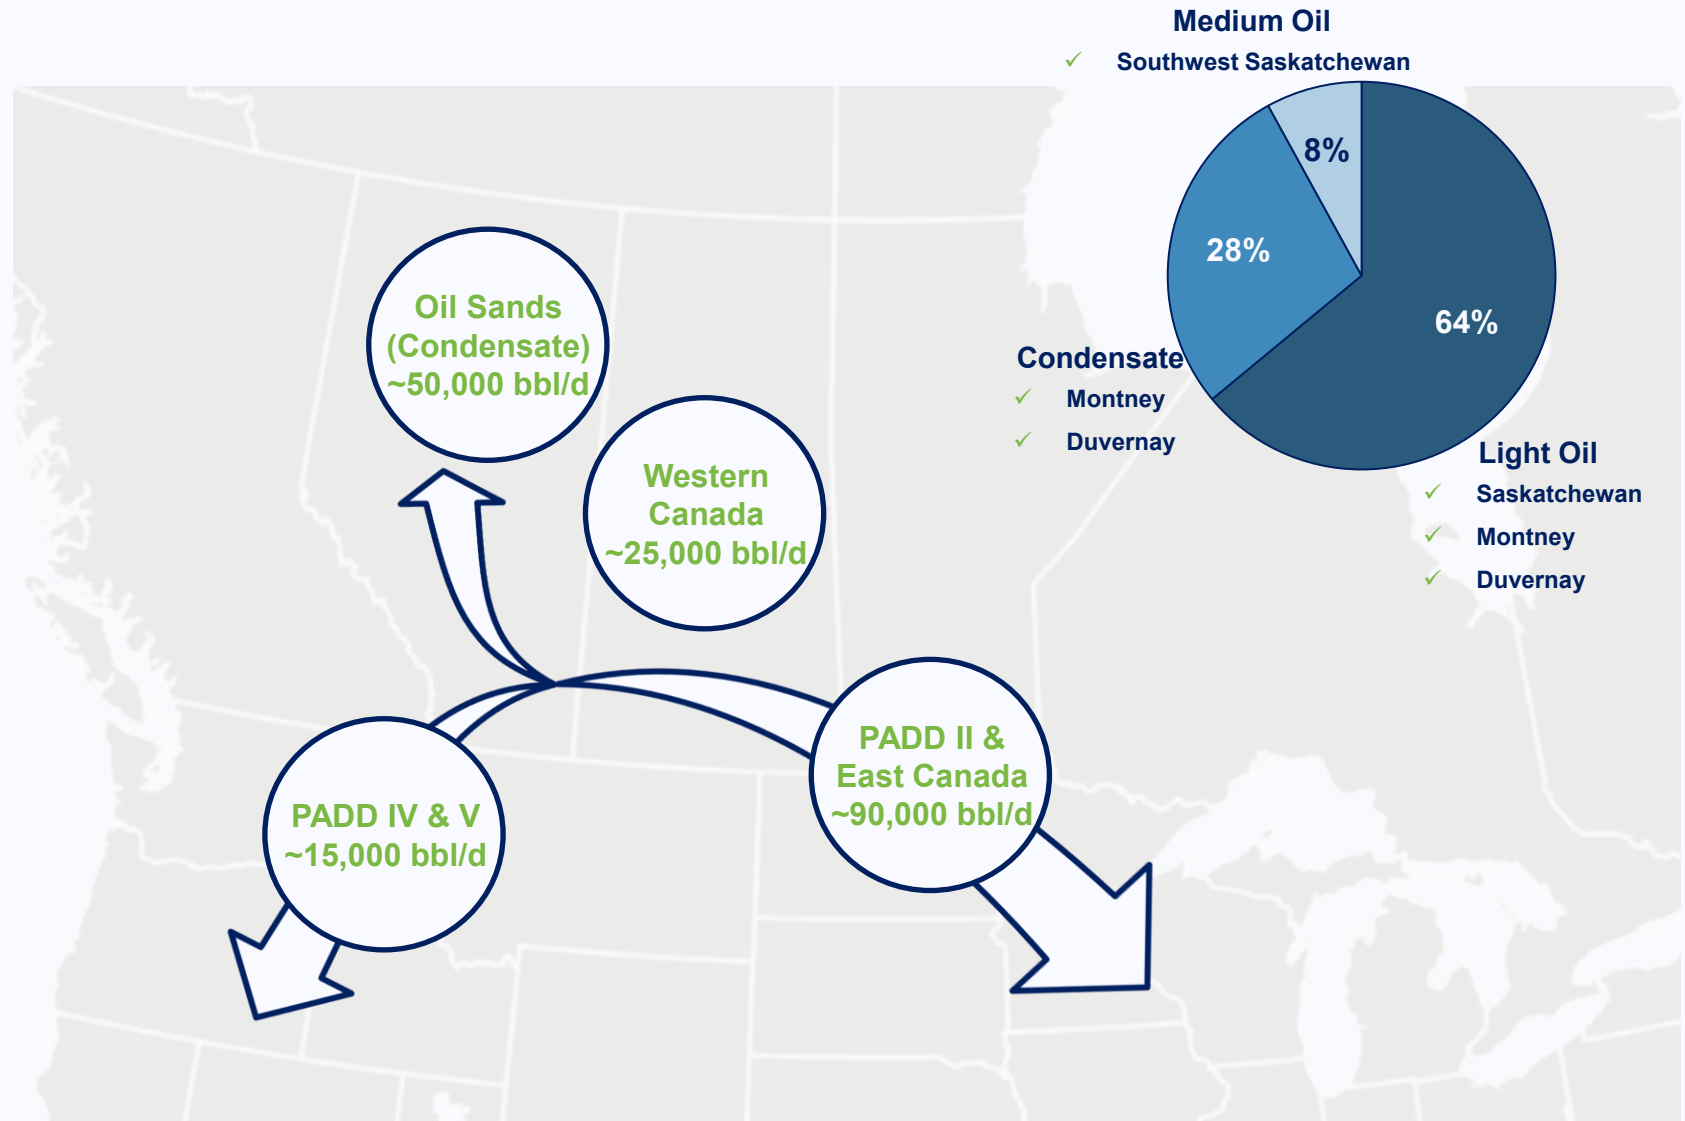 Medium Oil
✓ Southwest Saskatchewan
8%
28%
64%
Condensate
✓ Montney
✓ Duvernay
Light Oil
✓ Saskatchewan
✓ Montney
✓ Duvernay
Oil Sands
(Condensate)
~50,000 bbl/d
Western
Canada
~25,000 bbl/d
PADD II &
East Canada
~90,000 bbl/d
PADD IV & V
~15,000 bbl/d